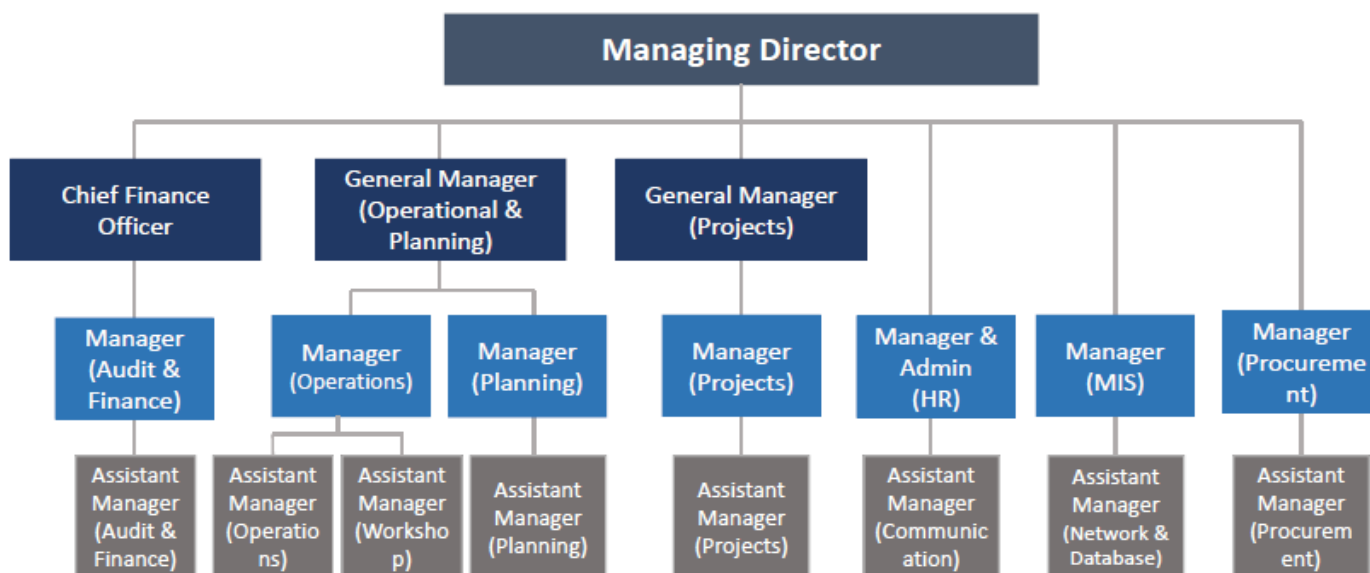 Managing Director
Chief Finance
Officer
General Manager
(Operational &
Planning)
General Manager
(Projects)
Manager
(Audit &
Finance)
Manager
(Operations)
Manager
(Planning)
Manager
(Projects)
Manager &
Admin
(HR)
Manager
(MIS)
Manager
(Procureme
nt)
Assistant
Manager
(Audit &
Finance)
Assistant
Manager
(Operatio
ns)
Assistant
Manager
(Worksho
p)
Assistant
Manager
(Planning)
Assistant
Manager
(Projects)
Assistant
Manager
(Communic
ation)
Assistant
Manager
(Network &
Database)
Assistant
Manager
(Procurem
ent)